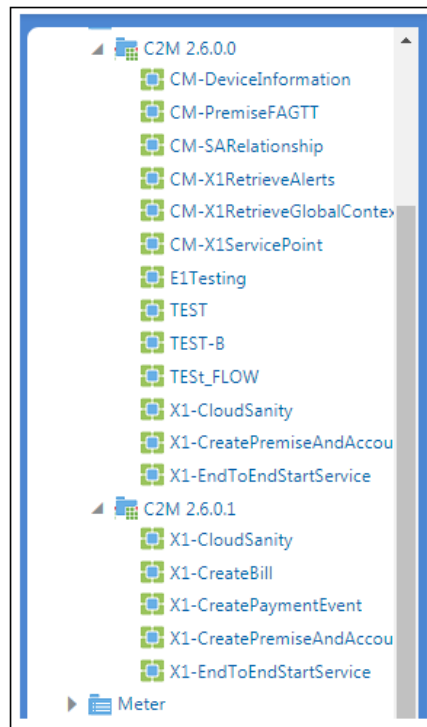 C2M 2.6.0.0
CM-DeviceInformation
CM-PremiseFAGTT
CM-SARelationship
CM-X1RetrieveAlerts
CM-X1RetrieveGlobalContex
CM-X1ServicePoint
E1Testing
TEST
TEST-B
TESt_FLOW
X1-CloudSanity
X1-CreatePremiseAndAccou
X1-EndToEndStartService
C2M 2.6.0.1
X1-CloudSanity
X1-CreateBill
X1-CreatePaymentEvent
X1-CreatePremiseAndAccou
X1-EndToEndStartService
Meter